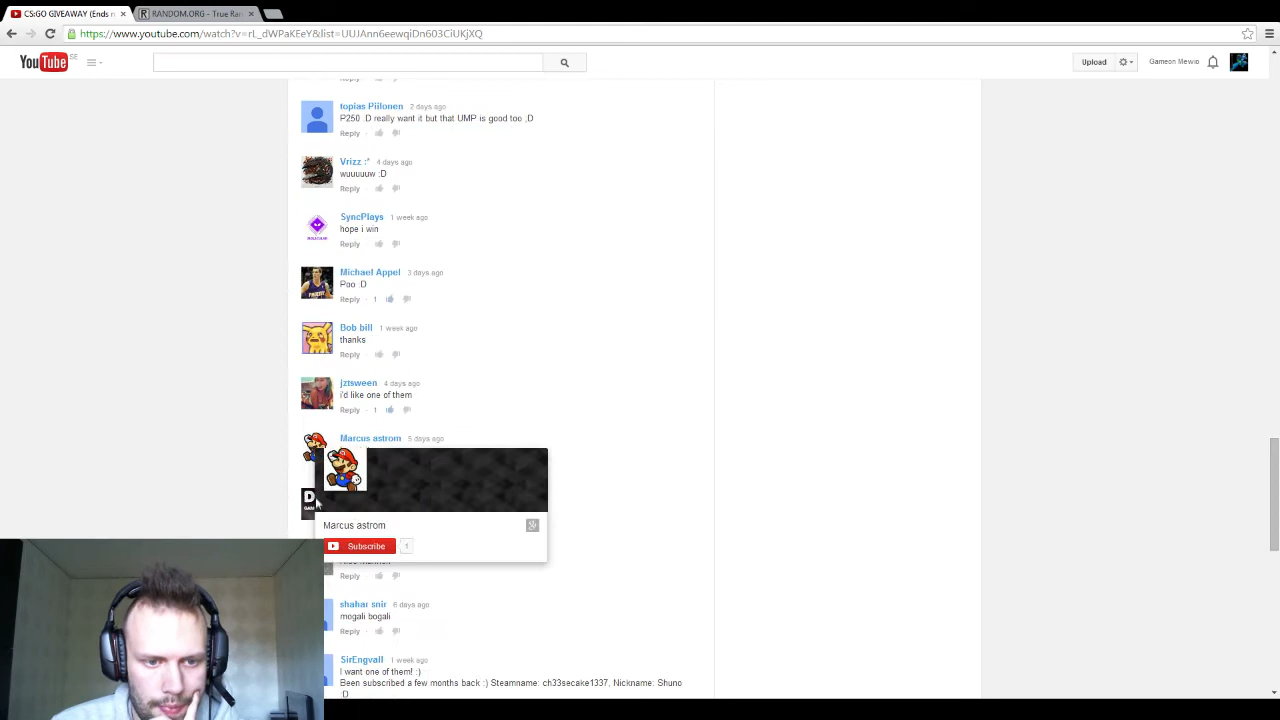 CS:GO GIVEAWAY (Ends n
RANDOM.ORG - True Ran
https://www.youtube.com/watch?v=rL_dWPaKEeY&list=UUJAnn6eewqiDn603CiUKjXQ
YouTube SE
Upload
Gameon Mewio
topias Piilonen 2 days ago
P250 :D really want it but that UMP is good too ;D
Reply
Vrizz :* 4 days ago
wuuuuuw :D
Reply
SyncPlays 1 week ago
hope i win
Reply
Michael Appel 3 days ago
Poo :D
Reply · 1
Bob bill 1 week ago
thanks
Reply
jztsween 4 days ago
i'd like one of them
Reply · 1
Marcus astrom 5 days ago
Marcus astrom
Subscribe 1
Reply
shahar snir 6 days ago
mogali bogali
Reply
SirEngvall 1 week ago
I want one of them! :)
Been subscribed a few months back :) Steamname: ch33secake1337, Nickname: Shuno
:D